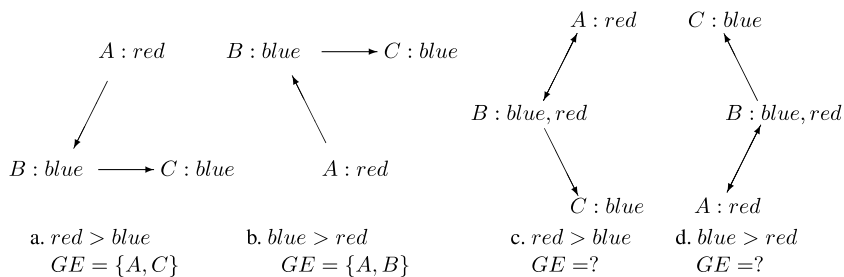 A : red
B : blue
C : blue
a. red > blue
GE = {A, C}
B : blue
C : blue
A : red
b. blue > red
GE = {A, B}
A : red
B : blue, red
C : blue
c. red > blue
GE =?
C : blue
B : blue, red
A : red
d. blue > red
GE =?